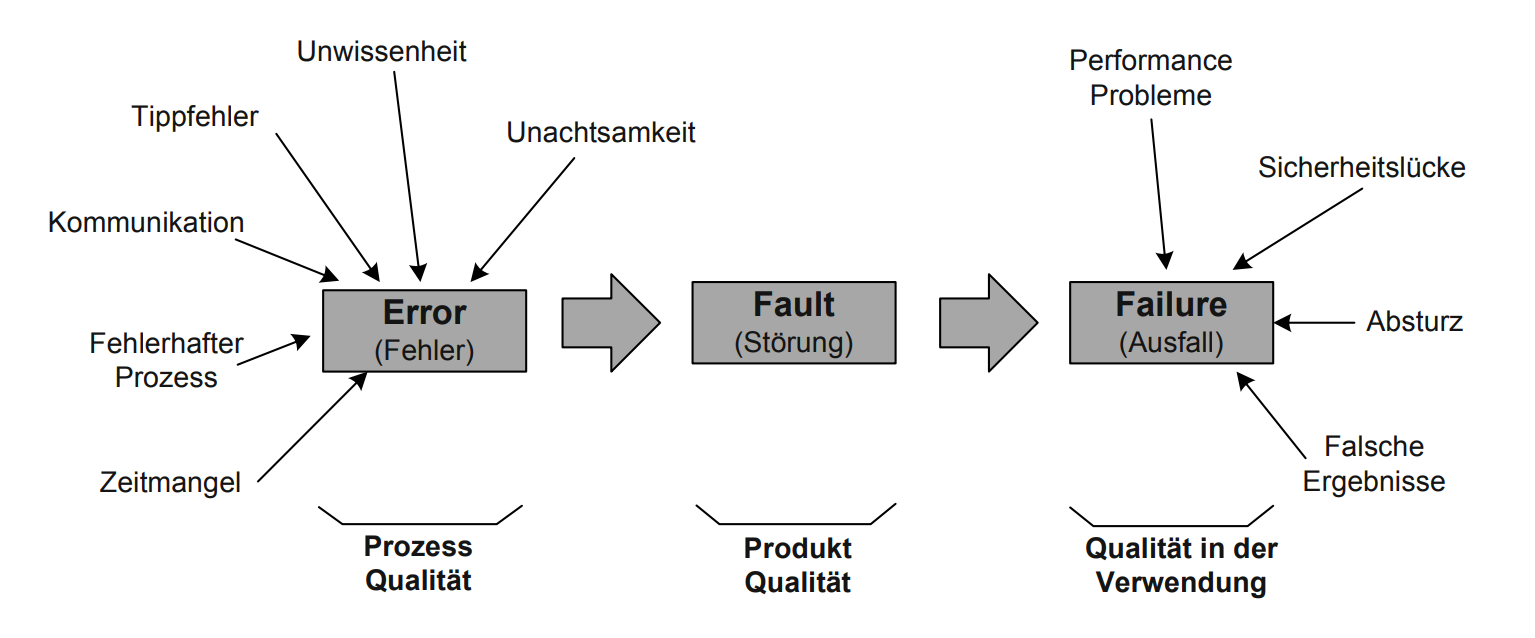 Unwissenheit
Tippfehler
Unachtsamkeit
Kommunikation
Fehlerhafter
Prozess
Zeitmangel
Error
(Fehler)
Fault
(Störung)
Failure
(Ausfall)
Performance
Probleme
Sicherheitslücke
Absturz
Falsche
Ergebnisse
Prozess
Qualität
Produkt
Qualität
Qualität in der
Verwendung